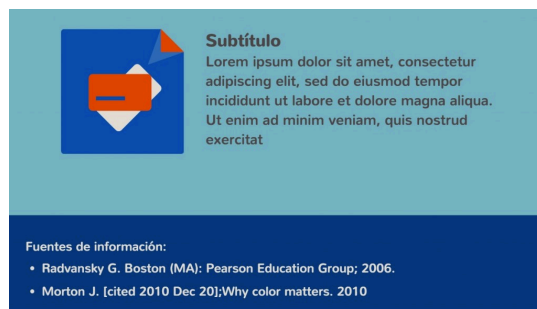 Subtítulo
Lorem ipsum dolor sit amet, consectetur
adipiscing elit, sed do eiusmod tempor
incididunt ut labore et dolore magna aliqua.
Ut enim ad minim veniam, quis nostrud
exercitat
Fuentes de información:
• Radvansky G. Boston (MA): Pearson Education Group; 2006.
• Morton J. [cited 2010 Dec 20];Why color matters. 2010